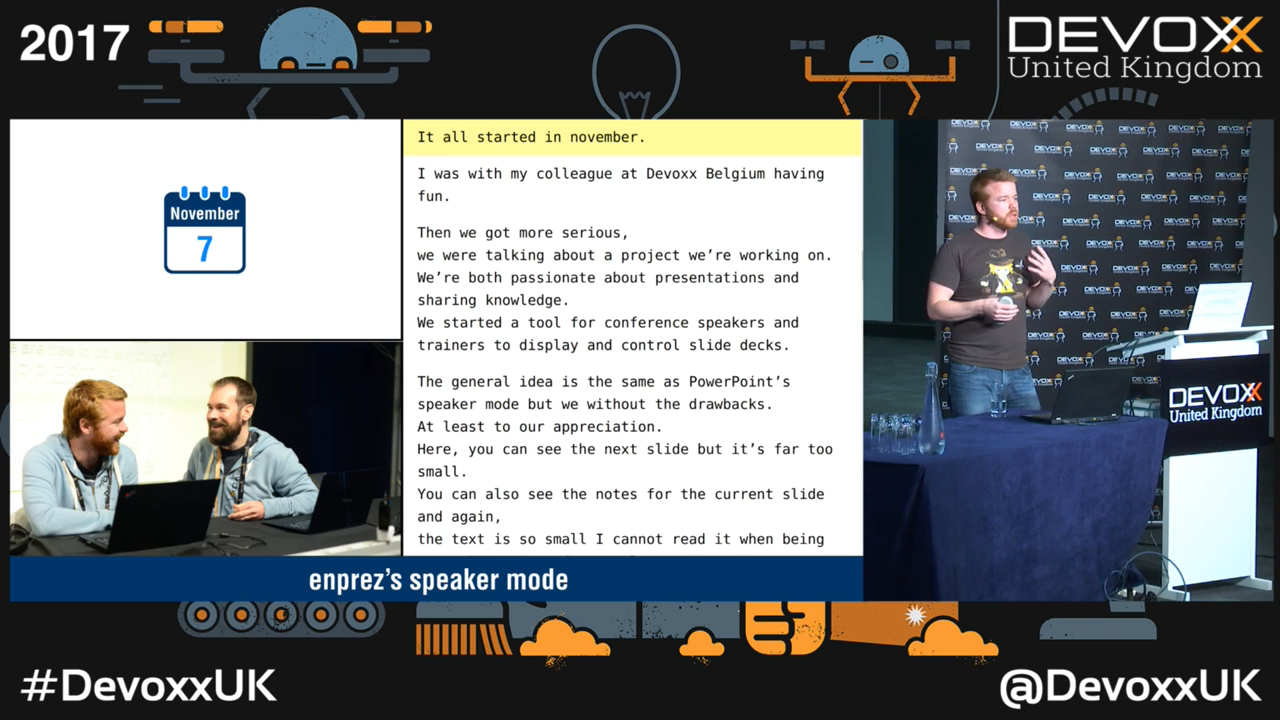 2017
DEVOXX
United Kingdom
November
7
It all started in november.
I was with my colleague at Devoxx Belgium having
fun.
Then we got more serious,
we were talking about a project we’re working on.
We’re both passionate about presentations and
sharing knowledge.
We started a tool for conference speakers and
trainers to display and control slide decks.
The general idea is the same as PowerPoint’s
speaker mode but we without the drawbacks.
At least to our appreciation.
Here, you can see the next slide but it’s far too
small.
You can also see the notes for the current slide
and again,
the text is so small I cannot read it when being
enprez’s speaker mode
DEVOXX
United Kingdom
#DevoxxUK
@DevoxxUK